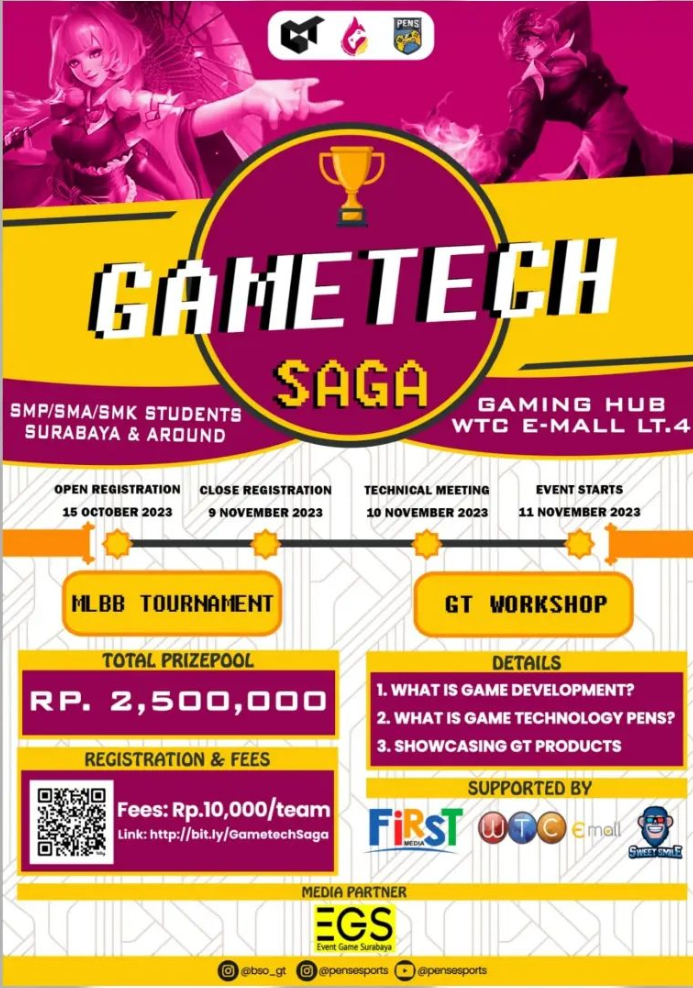 PENS
GAMETECH
SAGA
SMP/SMA/SMK STUDENTS
SURABAYA & AROUND
GAMING HUB
WTC E-MALL LT.4
OPEN REGISTRATION
15 OCTOBER 2023
CLOSE REGISTRATION
9 NOVEMBER 2023
TECHNICAL MEETING
10 NOVEMBER 2023
EVENT STARTS
11 NOVEMBER 2023
MLBB TOURNAMENT
GT WORKSHOP
TOTAL PRIZEPOOL
RP. 2,500,000
DETAILS
1. WHAT IS GAME DEVELOPMENT?
2. WHAT IS GAME TECHNOLOGY PENS?
3. SHOWCASING GT PRODUCTS
REGISTRATION & FEES
Fees: Rp.10,000/team
Link: http://bit.ly/GametechSaga
SUPPORTED BY
FiRST
MEDIA
WTC Emall
SWEET SMILE
MEDIA PARTNER
EGS
Event Game Surabaya
@bso_gt @pensesports @pensesports